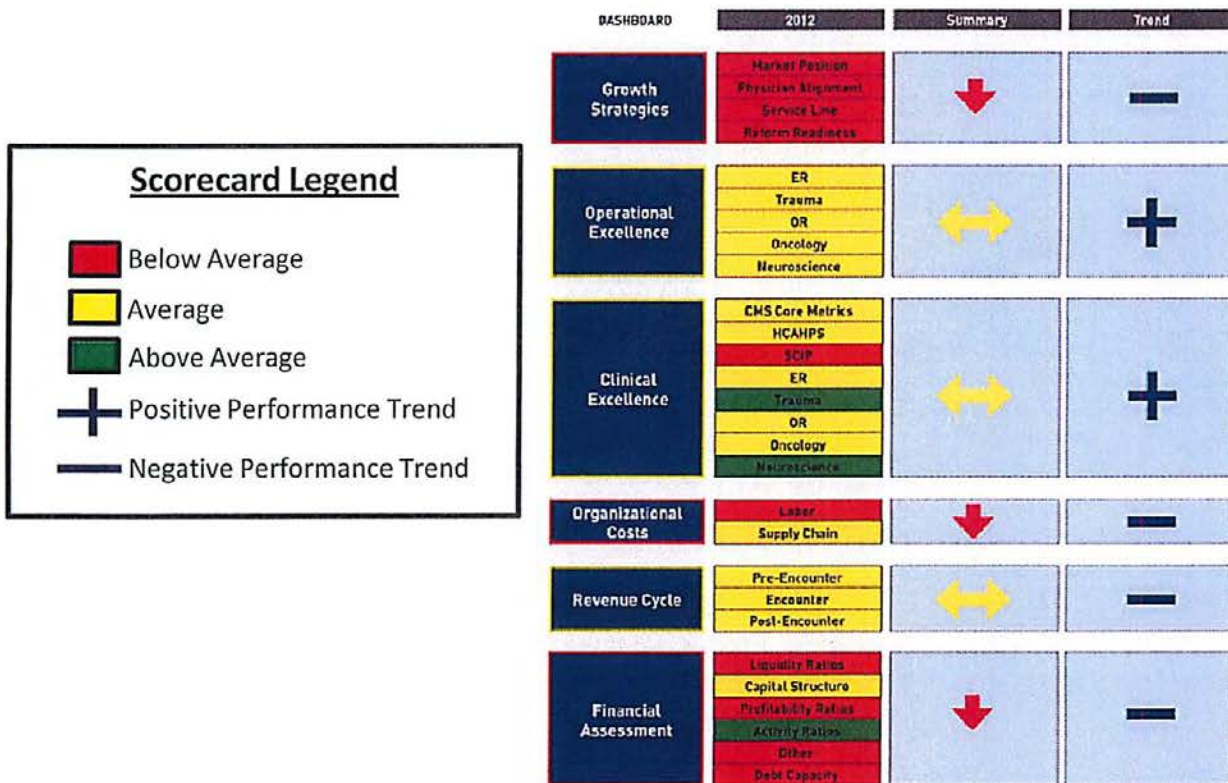 DASHBOARD 2012 Summary Trend
Scorecard Legend
Below Average
Average
Above Average
Positive Performance Trend
Negative Performance Trend
Growth
Strategies
Market Position
Physician Alignment
Service Line
Reform Readiness
Operational
Excellence
ER
Trauma
OR
Oncology
Neuroscience
Clinical
Excellence
CMS Core Metrics
HCAHPS
SCIP
ER
Trauma
OR
Oncology
Neuroscience
Organizational
Costs
Labor
Supply Chain
Revenue Cycle
Pre-Encounter
Encounter
Post-Encounter
Financial
Assessment
Liquidity Ratios
Capital Structure
Profitability Ratios
Activity Ratios
Other
Debt Capacity